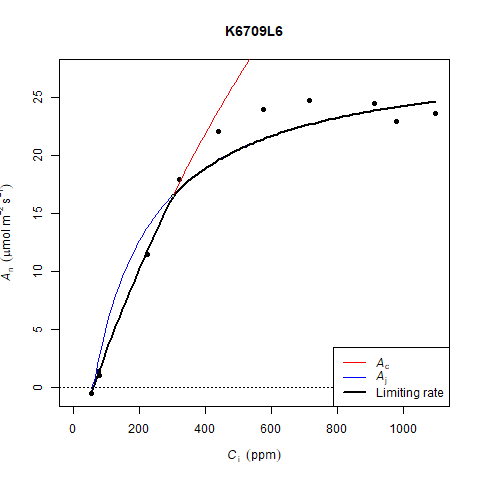 K6709L6
25
20
15
10
5
0
Aₙ (μmol m⁻² s⁻¹)
0 200 400 600 800 1000
Cᵢ (ppm)
A꜀
Aⱼ
Limiting rate